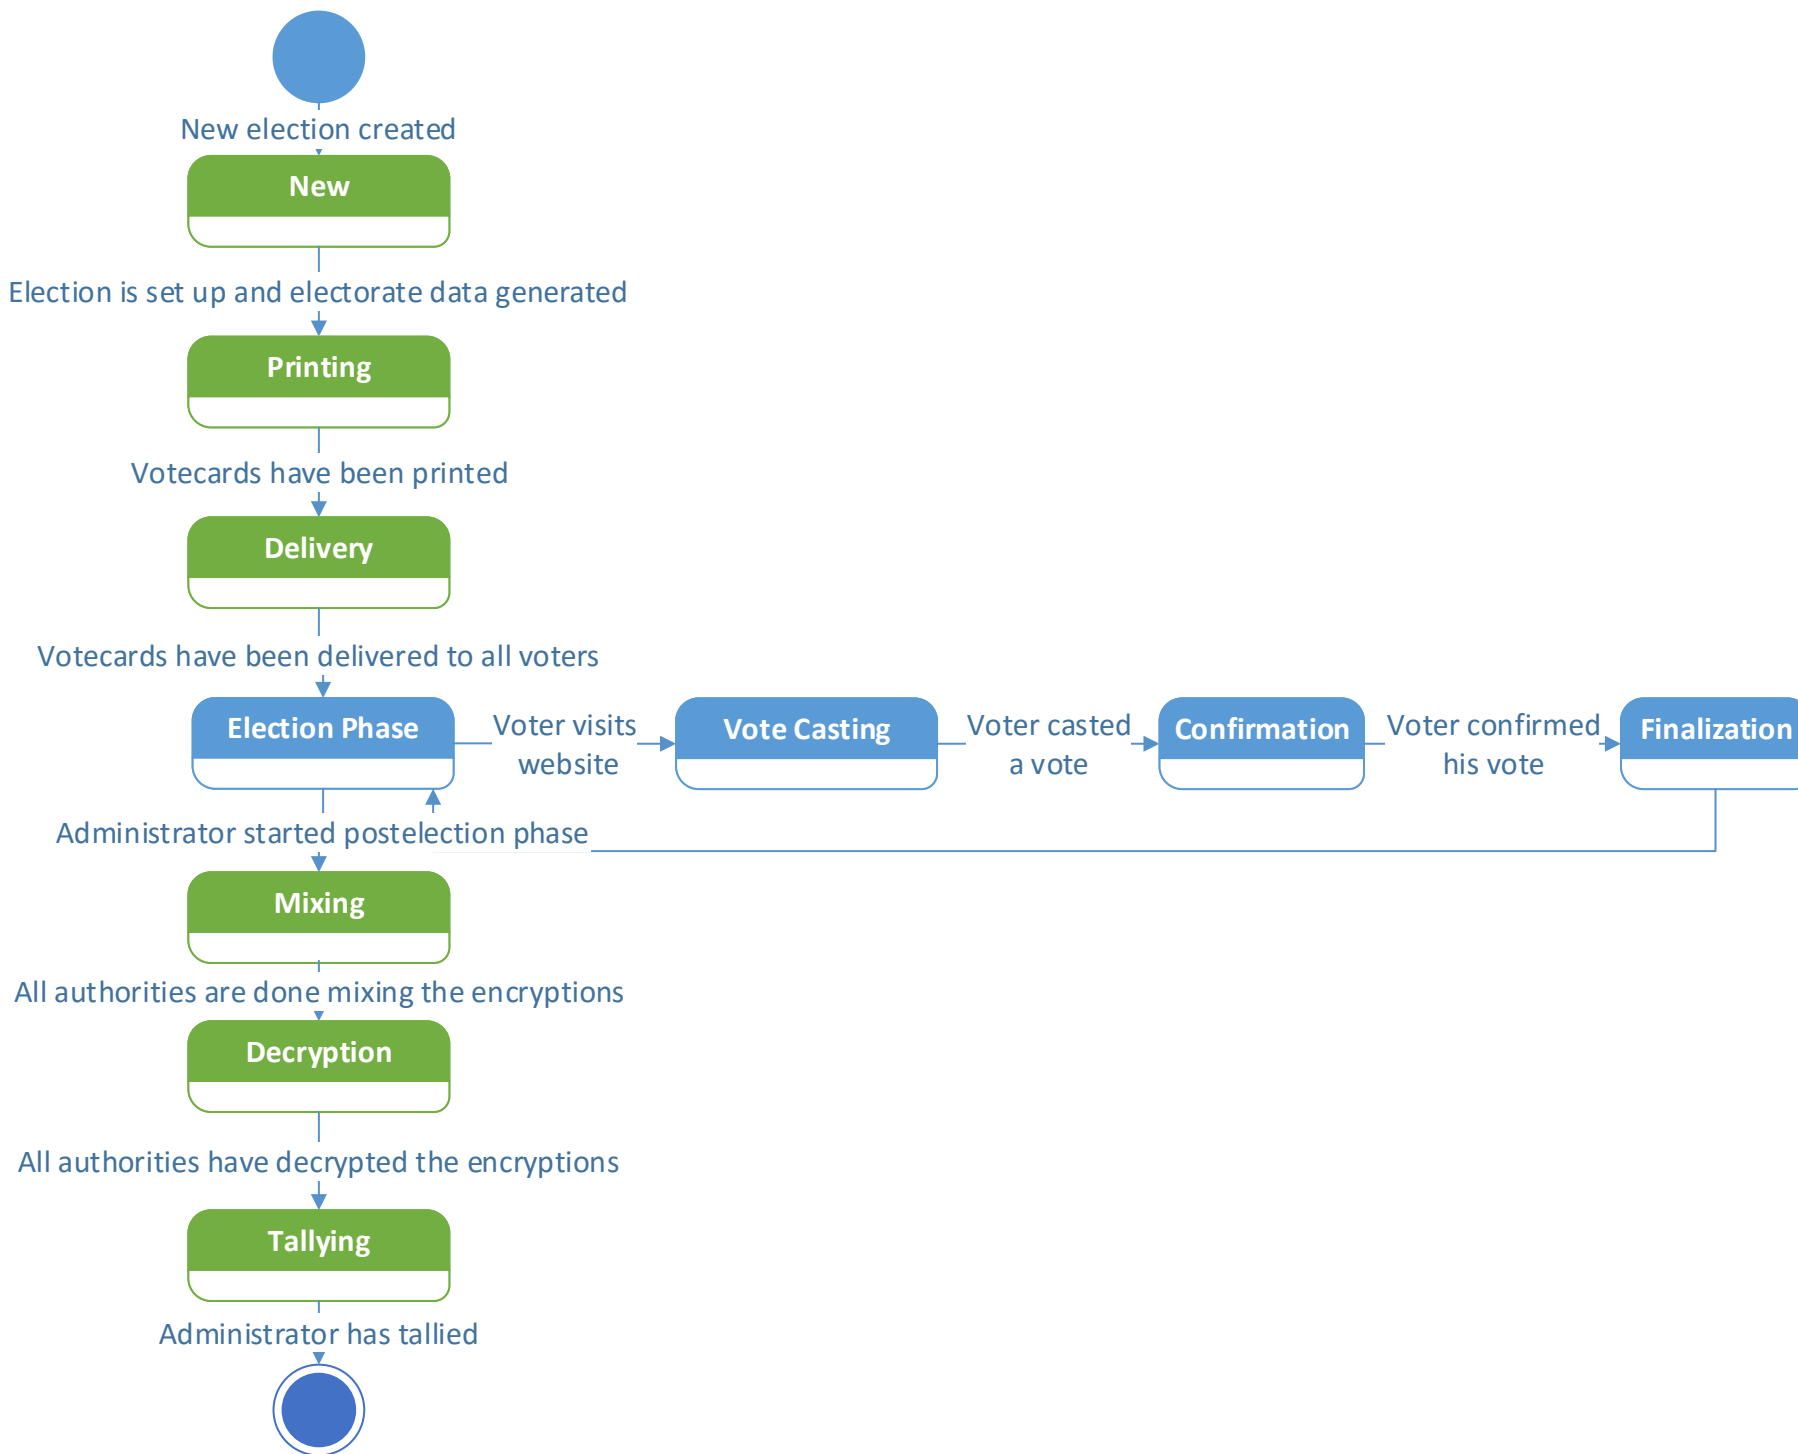 New election created
New
Election is set up and electorate data generated
Printing
Votecards have been printed
Delivery
Votecards have been delivered to all voters
Election Phase
Voter visits
website
Vote Casting
Voter casted
a vote
Confirmation
Voter confirmed
his vote
Finalization
Administrator started postelection phase
Mixing
All authorities are done mixing the encryptions
Decryption
All authorities have decrypted the encryptions
Tallying
Administrator has tallied